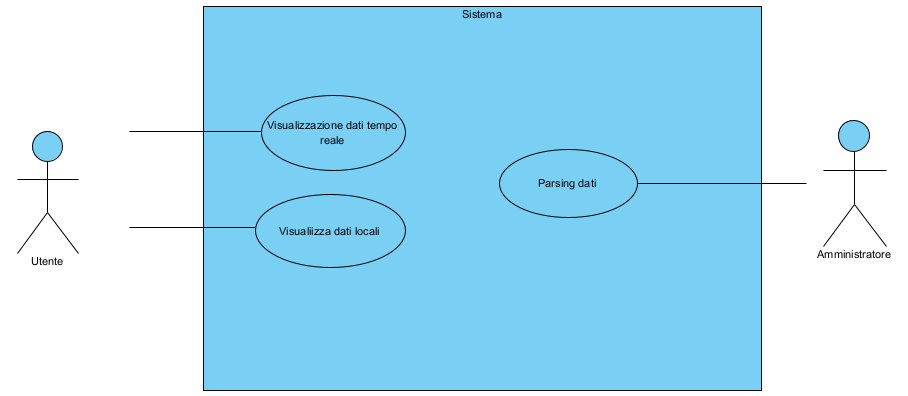 Sistema
Visualizzazione dati tempo
reale
Parsing dati
Visualiizza dati locali
Utente
Amministratore